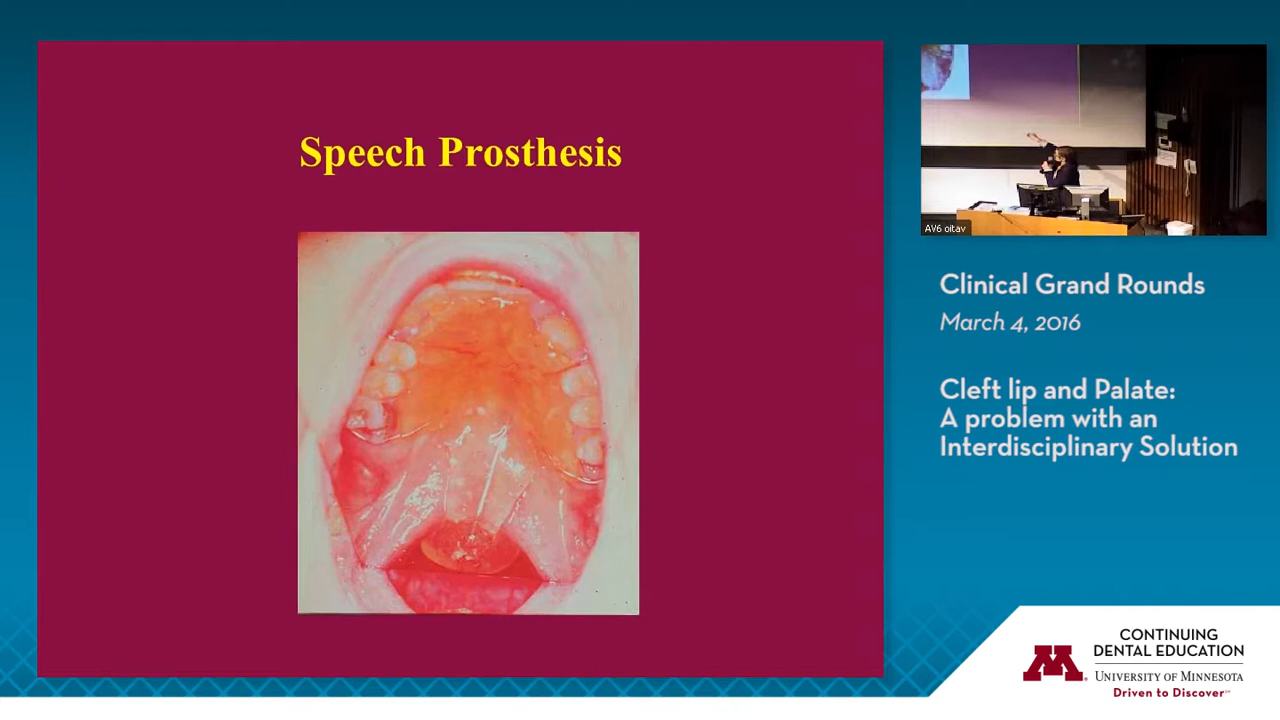 Speech Prosthesis
AV6 oitav
Clinical Grand Rounds
March 4, 2016
Cleft lip and Palate:
A problem with an
Interdisciplinary Solution
CONTINUING
DENTAL EDUCATION
UNIVERSITY OF MINNESOTA
Driven to Discover℠